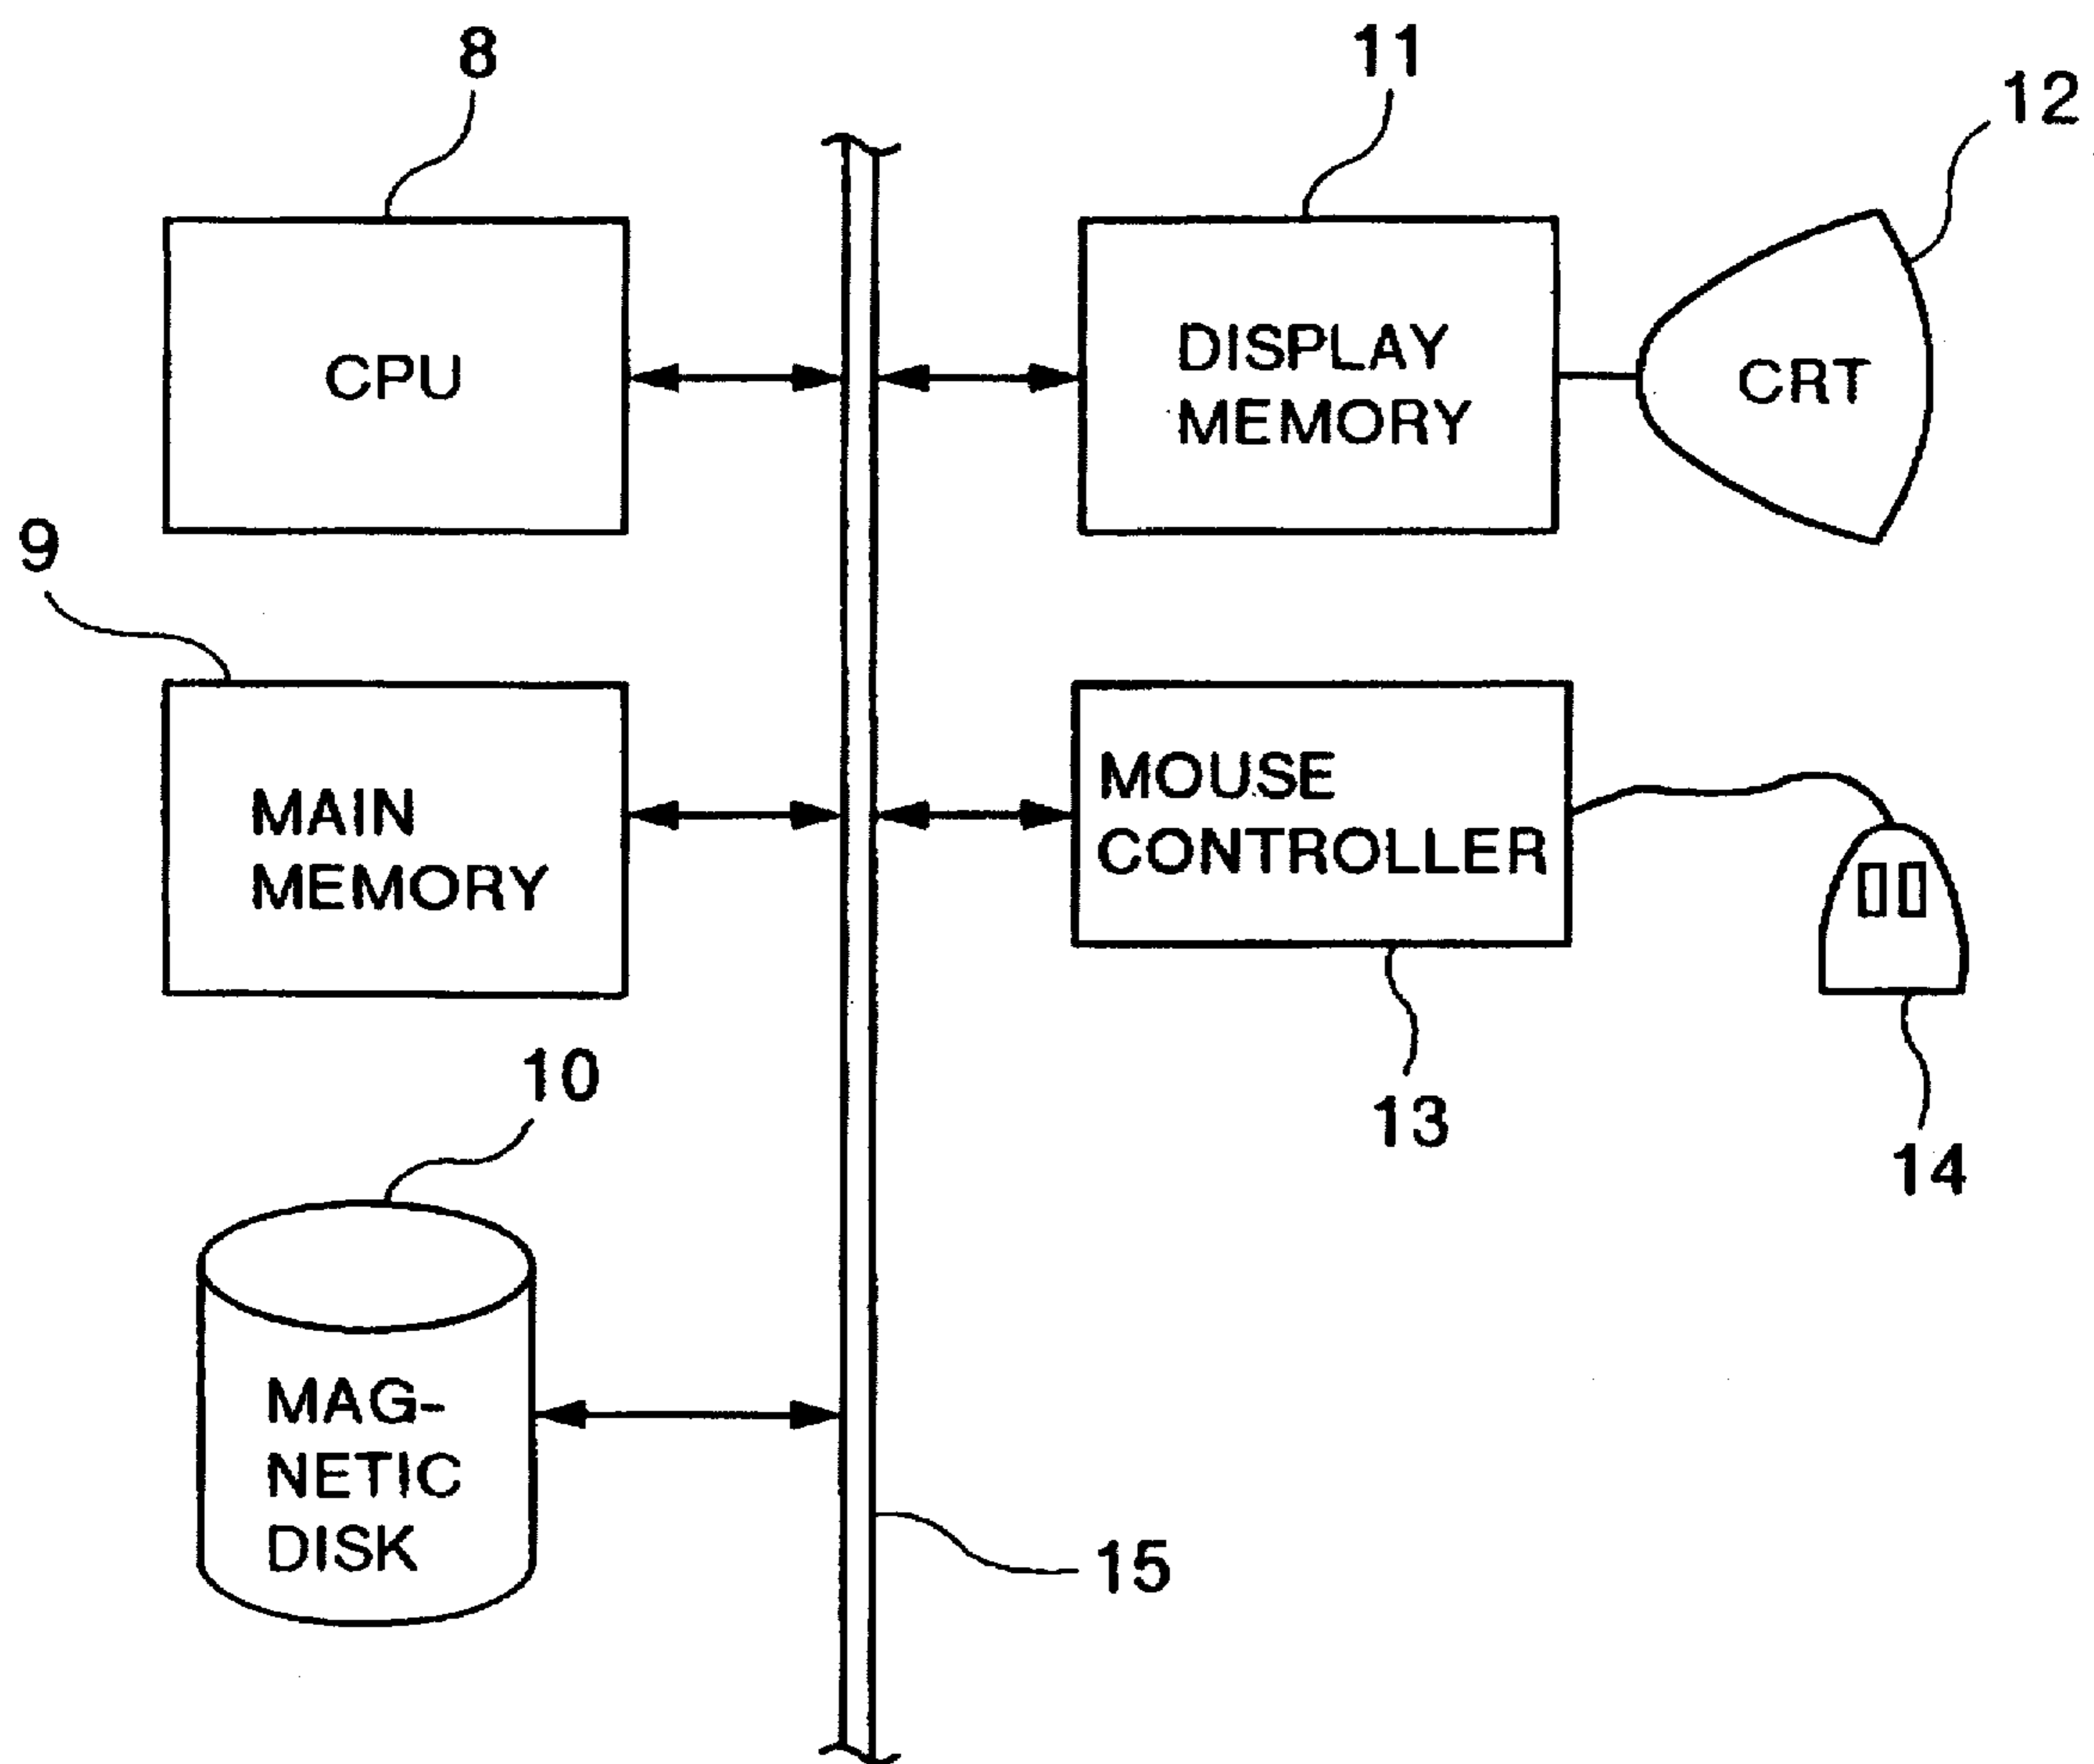 8
11
12
CPU
DISPLAY
MEMORY
CRT
9
MAIN
MEMORY
MOUSE
CONTROLLER
10
13
14
MAG-
NETIC
DISK
15